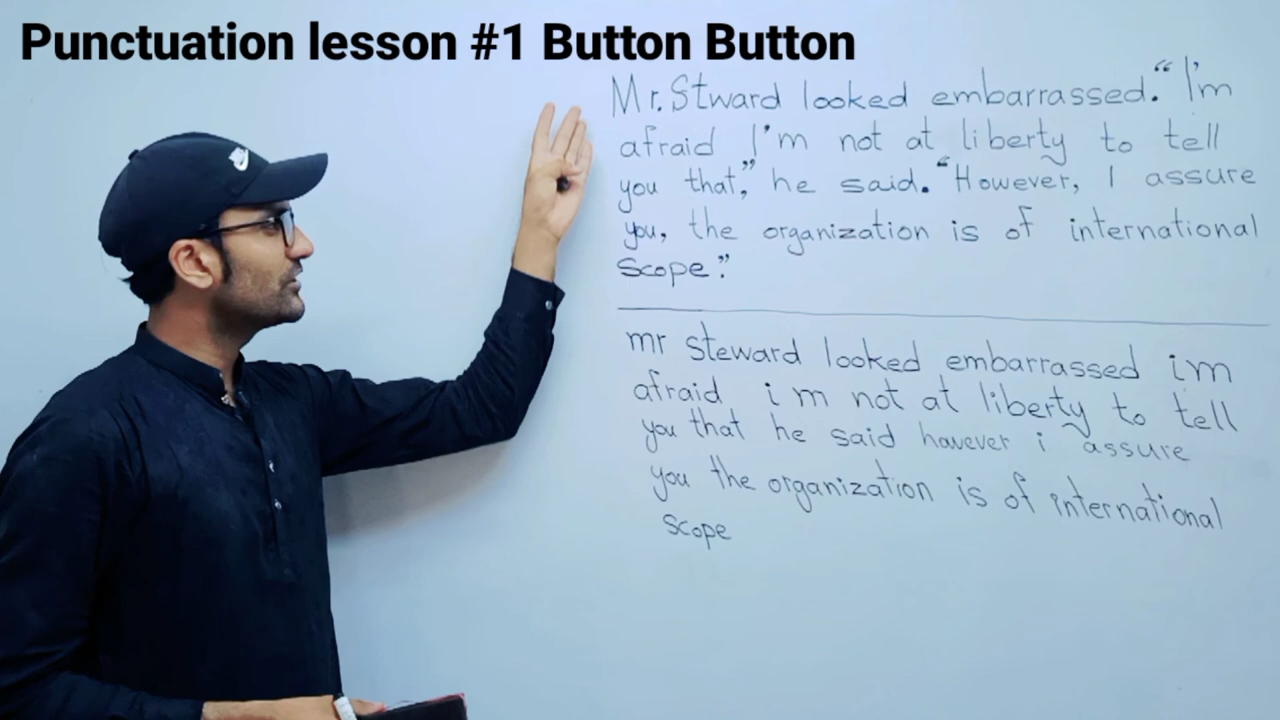 Punctuation lesson #1 Button Button
Mr. Stward looked embarrassed. “I'm
afraid I'm not at liberty to tell
you that,” he said. “However, I assure
you, the organization is of international
scope.”
mr steward looked embarrassed im
afraid i m not at liberty to tell
you that he said havever i assure
you the organization is of international
scope